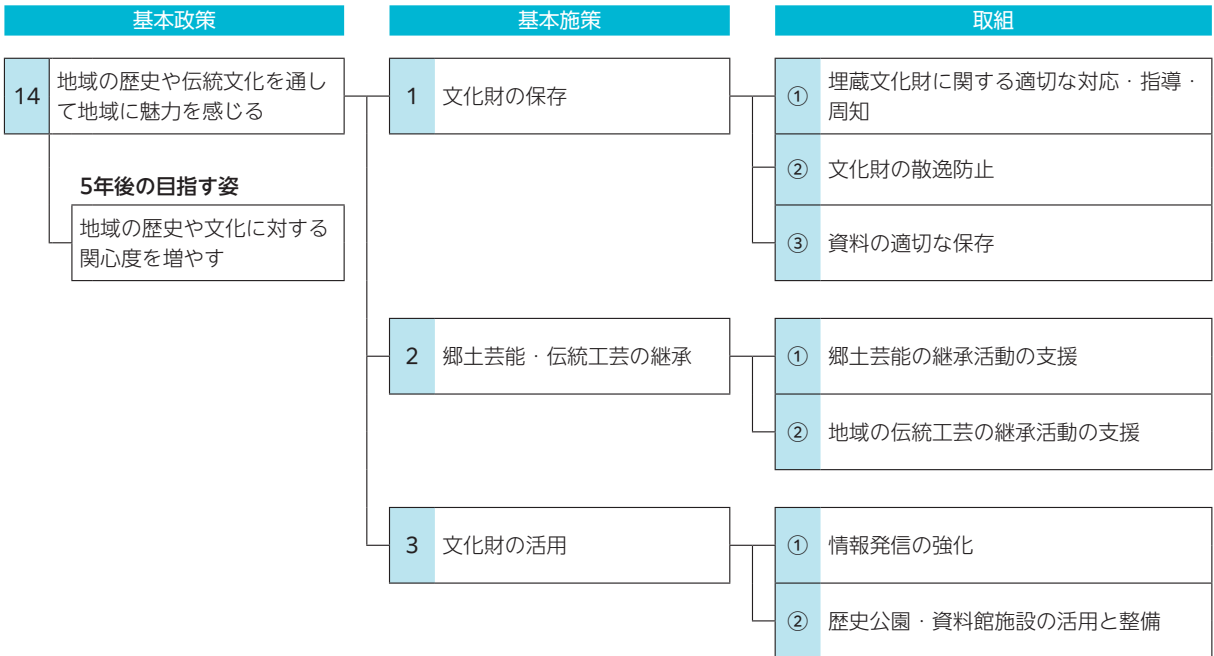 基本政策
基本施策
取組
14
地域の歴史や伝統文化を通し
て地域に魅力を感じる
5年後の目指す姿
地域の歴史や文化に対する
関心度を増やす
1 文化財の保存
① 埋蔵文化財に関する適切な対応・指導・
周知
② 文化財の散逸防止
③ 資料の適切な保存
2 郷土芸能・伝統工芸の継承
① 郷土芸能の継承活動の支援
② 地域の伝統工芸の継承活動の支援
3 文化財の活用
① 情報発信の強化
② 歴史公園・資料館施設の活用と整備